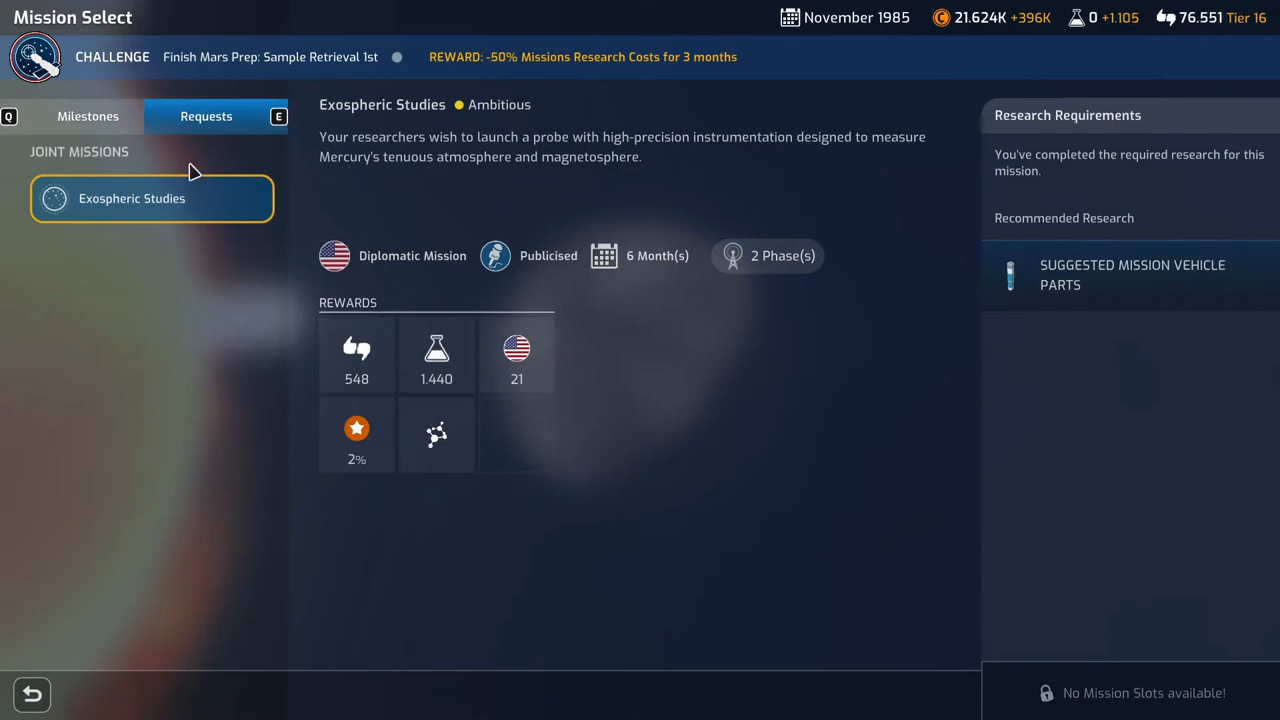 Mission Select
November 1985
21.624K +396K
0 +1.105
76.551 Tier 16
CHALLENGE Finish Mars Prep: Sample Retrieval 1st
REWARD: -50% Missions Research Costs for 3 months
Q Milestones Requests E
JOINT MISSIONS
Exospheric Studies
Exospheric Studies Ambitious
Your researchers wish to launch a probe with high-precision instrumentation designed to measure
Mercury's tenuous atmosphere and magnetosphere.
Diplomatic Mission Publicised 6 Month(s) 2 Phase(s)
REWARDS
548 1.440 21
2%
Research Requirements
You've completed the required research for this
mission.
Recommended Research
SUGGESTED MISSION VEHICLE
PARTS
No Mission Slots available!